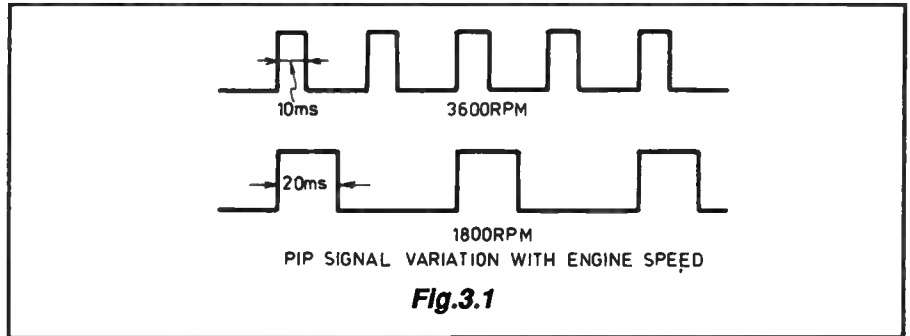 10ms
3600RPM
20ms
1800RPM
PIP SIGNAL VARIATION WITH ENGINE SPEED
Fig.3.1